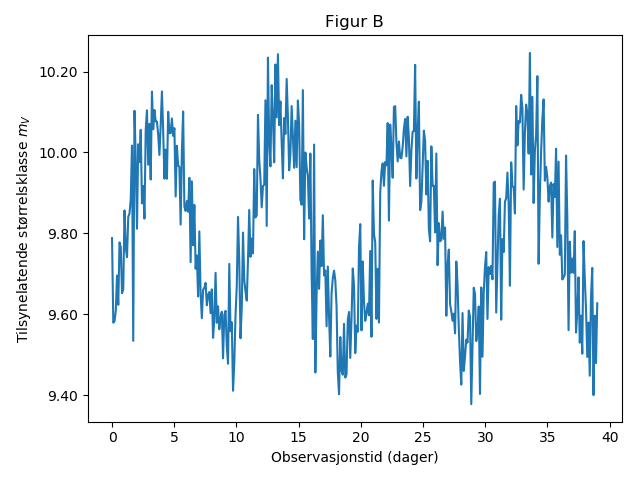 Figur B
Tilsynelatende størrelsesklasse $m_V$
10.20
10.00
9.80
9.60
9.40
0 5 10 15 20 25 30 35 40
Observasjonstid (dager)